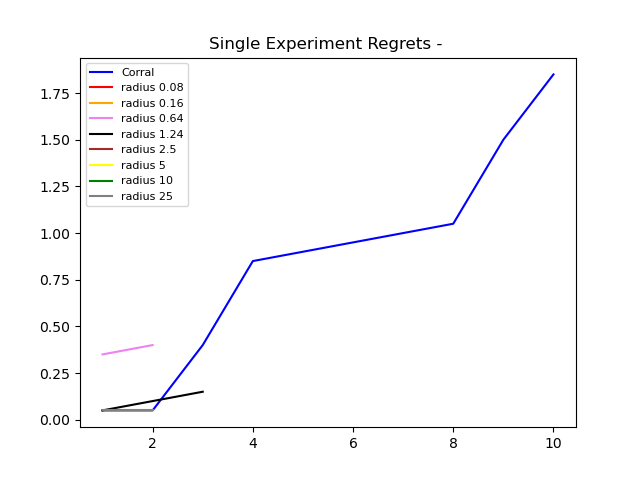 Single Experiment Regrets -
Corral
radius 0.08
radius 0.16
radius 0.64
radius 1.24
radius 2.5
radius 5
radius 10
radius 25
1.75
1.50
1.25
1.00
0.75
0.50
0.25
0.00
2 4 6 8 10